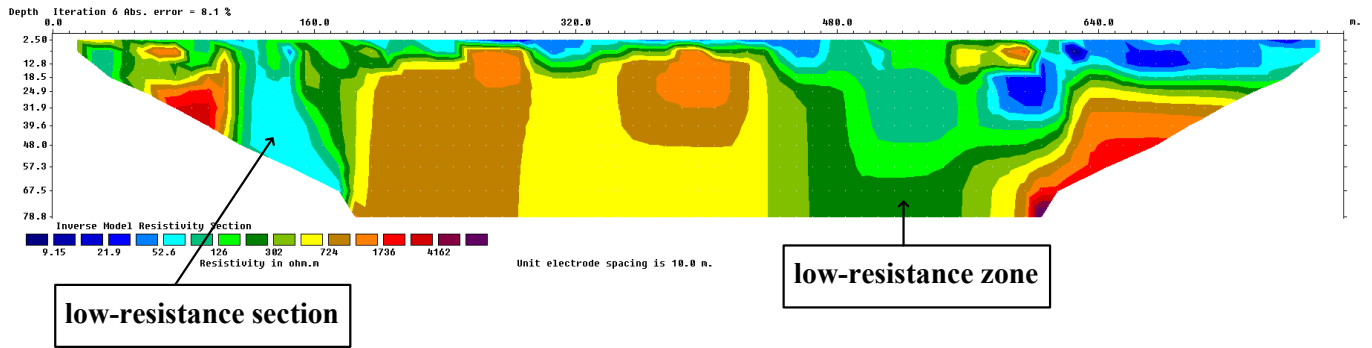 Depth Iteration 6 Abs. error = 8.1 %
0.0 160.0 320.0 480.0 640.0 m.
2.50
12.8
18.5
24.9
31.9
39.6
48.0
57.3
67.5
78.8
Inverse Model Resistivity Section
9.15 21.9 52.6 126 302 724 1736 4162
Resistivity in ohm.m Unit electrode spacing is 10.0 m.
low-resistance zone
low-resistance section